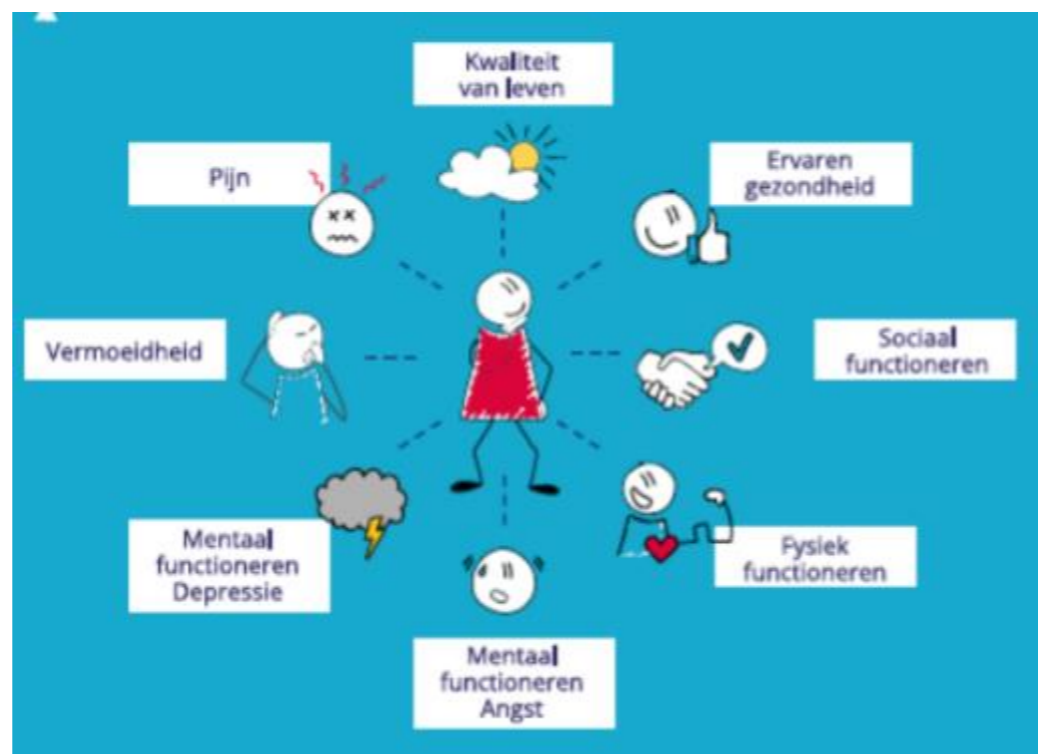 Kwaliteit
van leven
Ervaren
gezondheid
Sociaal
functioneren
Fysiek
functioneren
Mentaal
functioneren
Angst
Mentaal
functioneren
Depressie
Vermoeidheid
Pijn